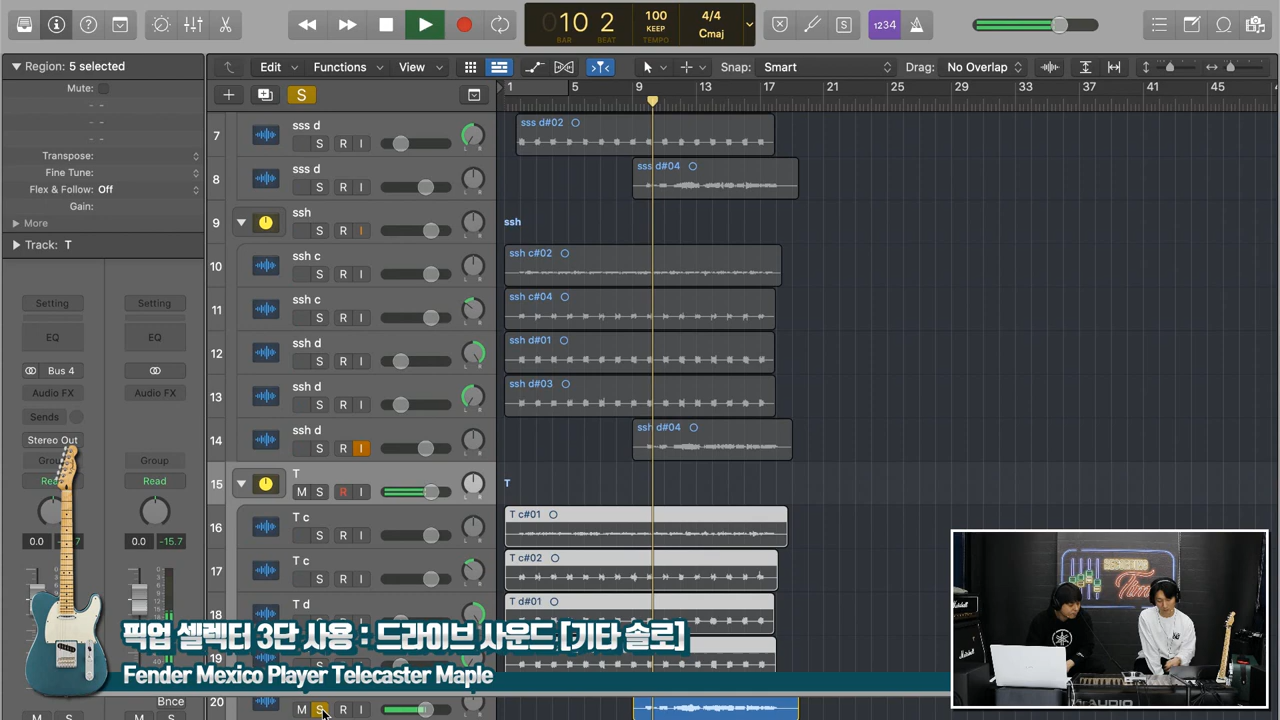 10 2
BAR
BEAT
100
KEEP
TEMPO
4/4
Cmaj
1234
Region: 5 selected
Mute:
Transpose:
Fine Tune:
Flex & Follow: Off
Gain:
More
Track: T
Edit
Functions
View
Snap: Smart
Drag: No Overlap
S
1
5
9
13
17
21
25
29
33
37
41
45
7
sss d
S R I
sss d#02
8
sss d
S R I
sss d#04
9
ssh
S R I
ssh
10
ssh c
S R I
ssh c#02
11
ssh c
S R I
ssh c#04
12
ssh d
S R I
ssh d#01
13
ssh d
S R I
ssh d#03
14
ssh d
S R I
ssh d#04
15
T
M S R I
T
16
T c
S R I
T c#01
17
T c
S R I
T c#02
18
T d
T d#01
19
20
M S R
Setting
Setting
EQ
EQ
Bus 4
Audio FX
Audio FX
Sends
Stereo Out
Group
Read
Read
0.0
0.0
-15.7
Bnce
픽업 셀렉터 3단 사용 : 드라이브 사운드 [기타 솔로]
Fender Mexico Player Telecaster Maple
Time
Marshall